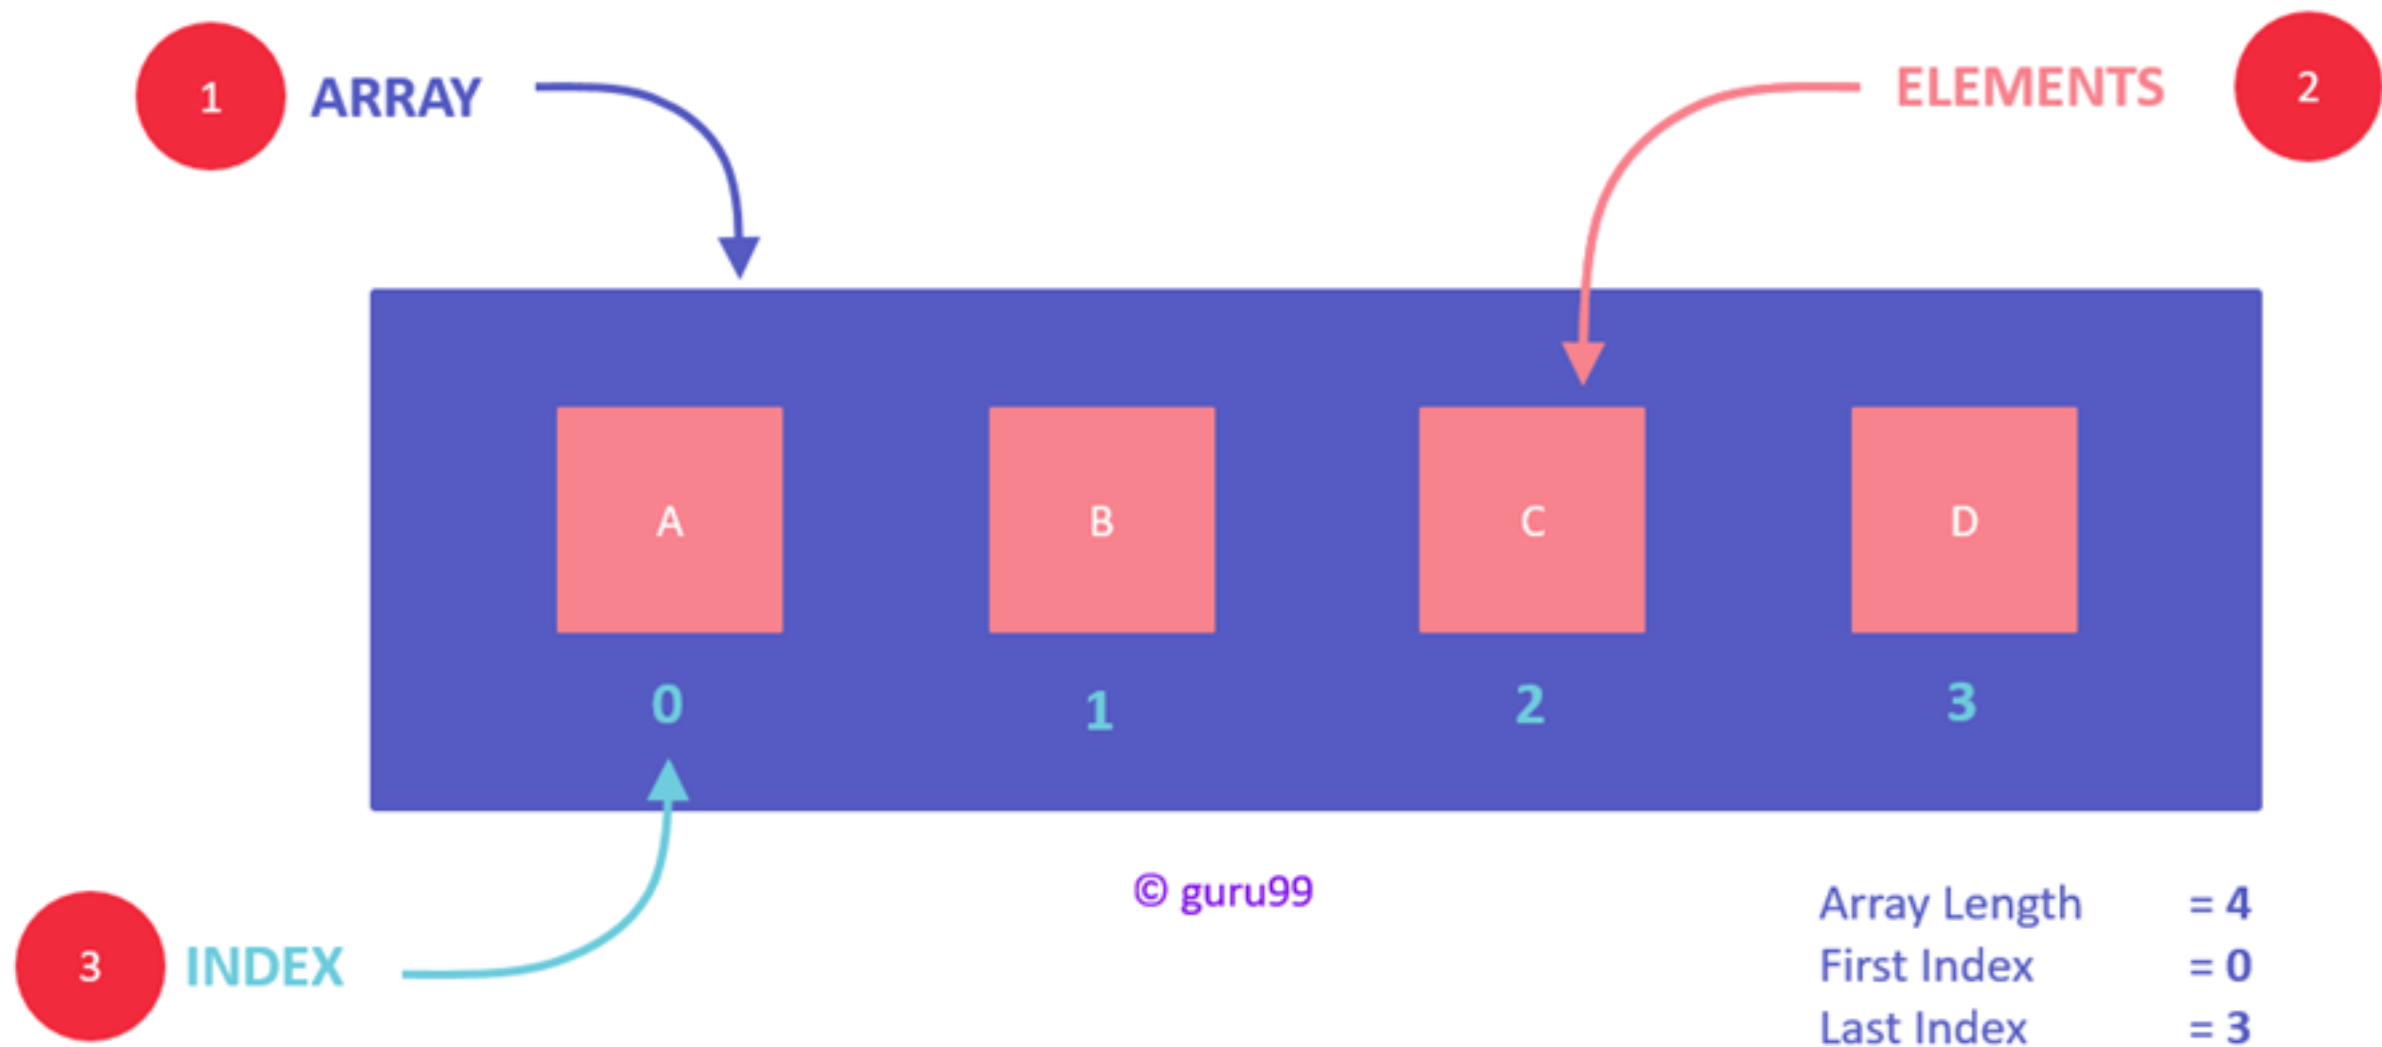 1 ARRAY
ELEMENTS 2
A B C D
0 1 2 3
3 INDEX
© guru99
Array Length = 4
First Index = 0
Last Index = 3